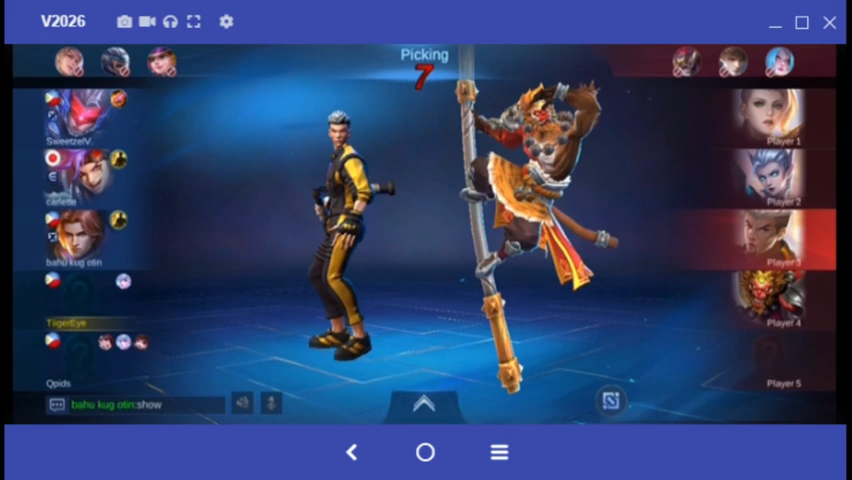 V2026
Picking
7
SweetzelV.
carlette
bahu kug otin
TiigerEye
Qpids
Player 1
Player 2
Player 3
Player 4
Player 5
bahu kug otin:show